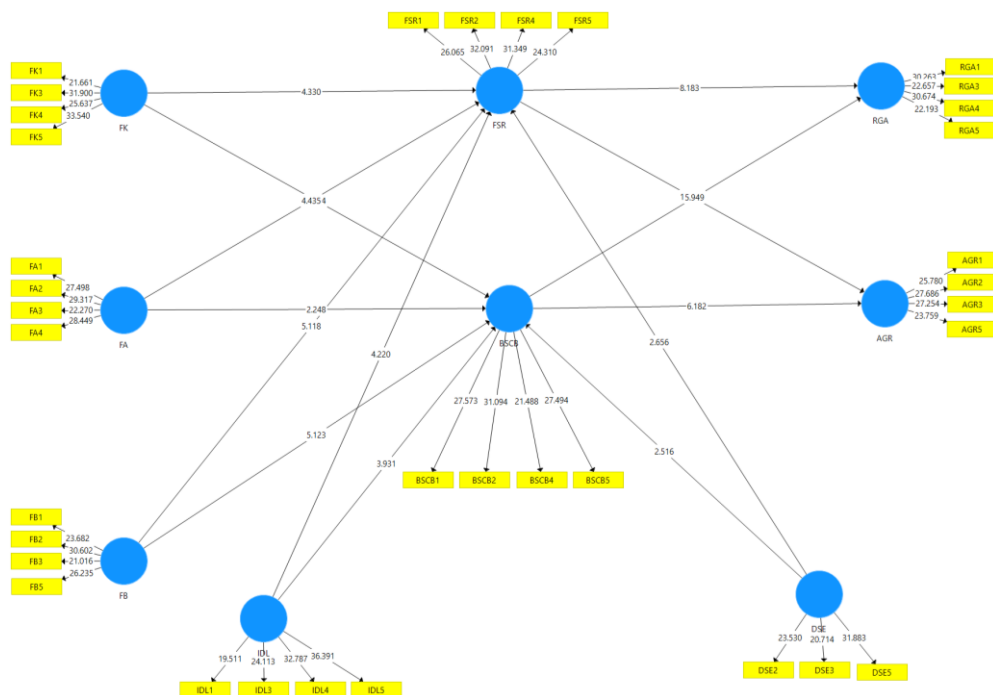 FSR1 FSR2 FSR4 FSR5
26.065 32.091 31.349 24.310
FK1
FK3
FK4
FK5
21.661
31.900
25.637
33.540
FK
4.330
FSR
8.183
RGA
30.263
22.657
30.674
22.193
RGA1
RGA3
RGA4
RGA5
4.4354
15.949
FA1
FA2
FA3
FA4
27.498
29.317
22.270
28.449
FA
2.248
5.118
BSCB
6.182
AGR
25.780
27.686
27.254
23.759
AGR1
AGR2
AGR3
AGR5
4.220
2.656
27.573 31.094 21.488 27.494
BSCB1 BSCB2 BSCB4 BSCB5
5.123
3.931
2.516
FB1
FB2
FB3
FB5
23.682
30.602
21.016
26.235
FB
IDL
19.511 24.113 32.787 36.391
IDL1 IDL3 IDL4 IDL5
DSE
23.530 20.714 31.883
DSE2 DSE3 DSE5